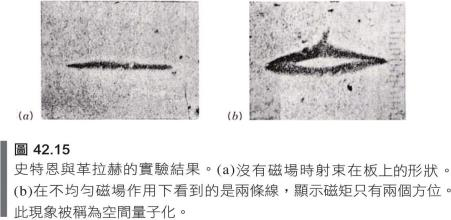 (a)
(b)
圖 42.15
史特恩與革拉赫的實驗結果。(a)沒有磁場時射束在板上的形狀。
(b)在不均勻磁場作用下看到的是兩條線，顯示磁矩只有兩個方位。
此現象被稱為空間量子化。